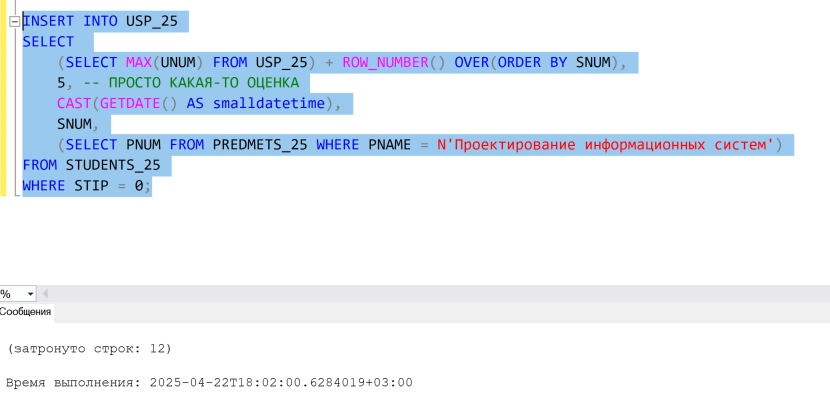 INSERT INTO USP_25
SELECT
(SELECT MAX(UNUM) FROM USP_25) + ROW_NUMBER() OVER(ORDER BY SNUM),
5, -- ПРОСТО КАКАЯ-ТО ОЦЕНКА
CAST(GETDATE() AS smalldatetime),
SNUM,
(SELECT PNUM FROM PREDMETS_25 WHERE PNAME = N'Проектирование информационных систем')
FROM STUDENTS_25
WHERE STIP = 0;
%
Сообщения
(затронуто строк: 12)
Время выполнения: 2025-04-22T18:02:00.6284019+03:00